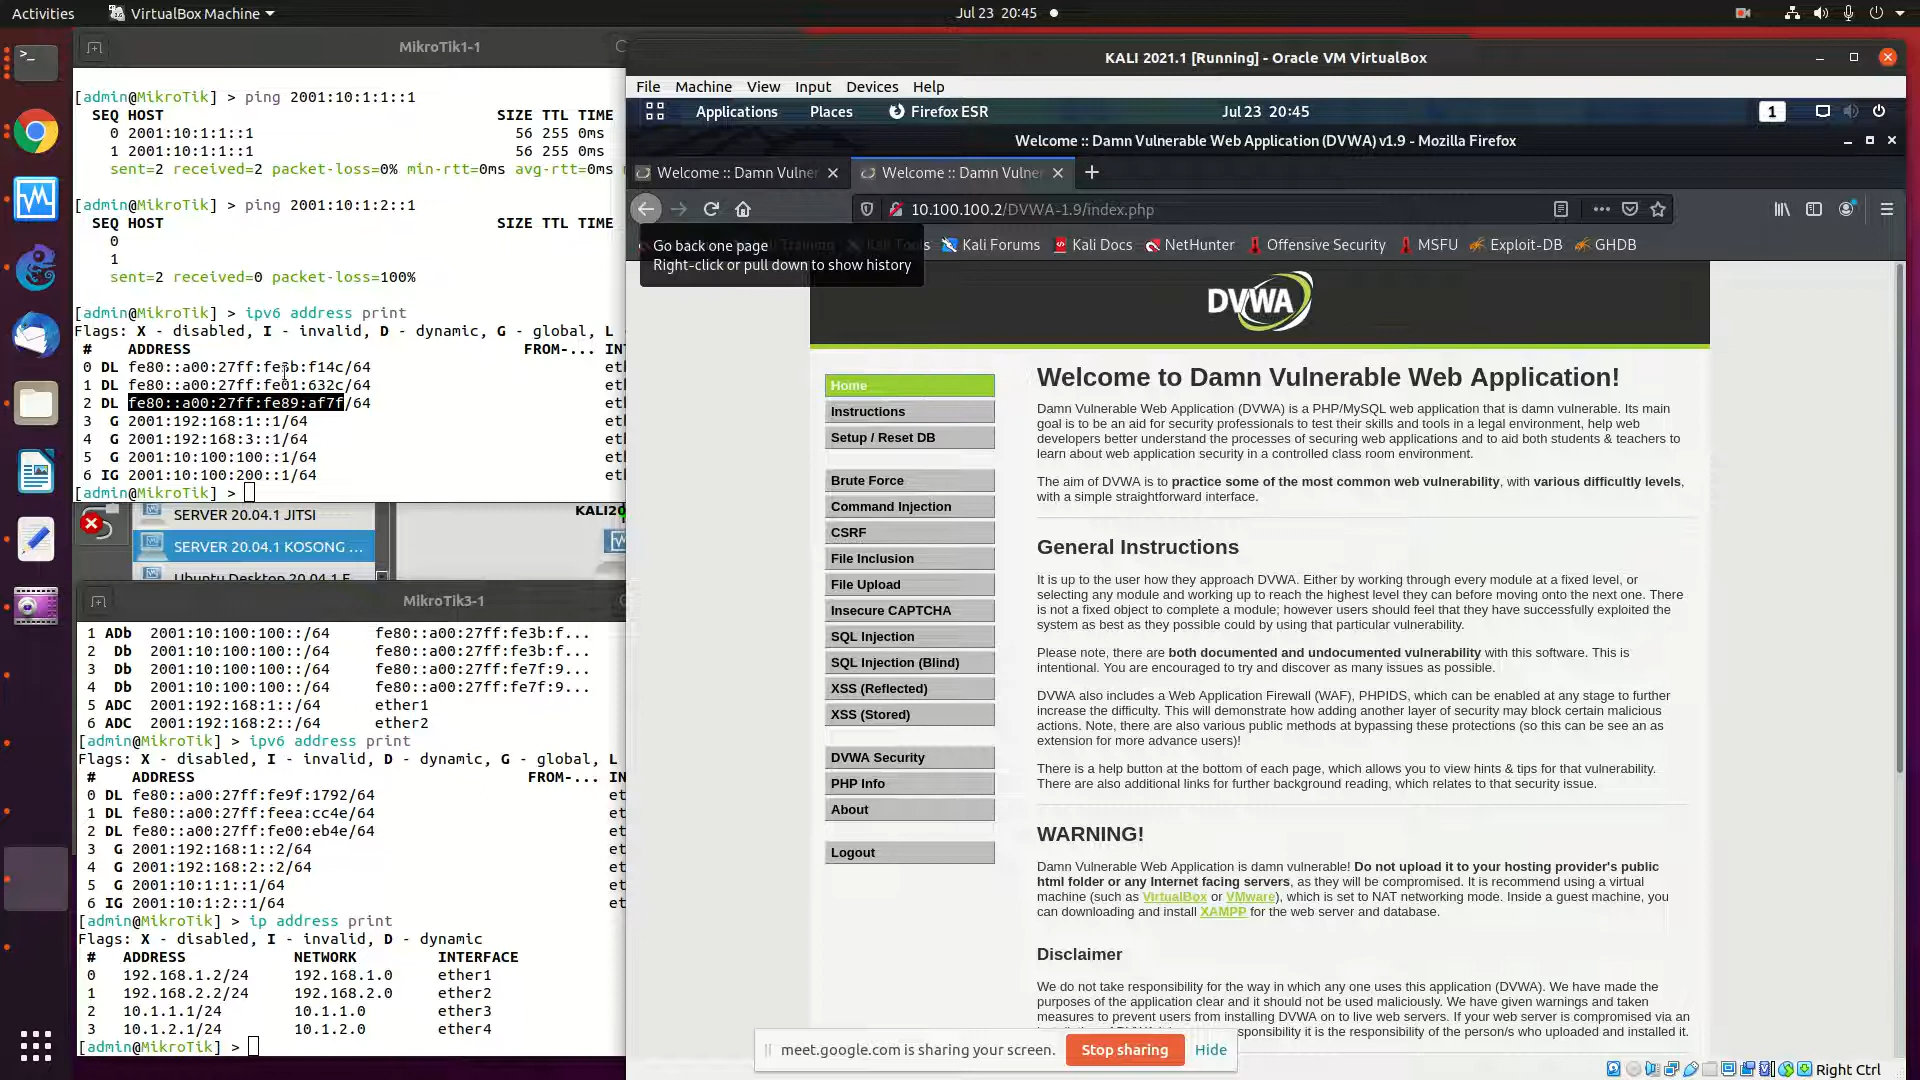 Activities
VirtualBox Machine
Jul 23 20:45
MikroTik1-1
[admin@MikroTik] > ping 2001:10:1:1::1
SEQ HOST SIZE TTL TIME
0 2001:10:1:1::1 56 255 0ms
1 2001:10:1:1::1 56 255 0ms
sent=2 received=2 packet-loss=0% min-rtt=0ms avg-rtt=0ms
[admin@MikroTik] > ping 2001:10:1:2::1
SEQ HOST SIZE TTL TIME
0
1
sent=2 received=0 packet-loss=100%
[admin@MikroTik] > ipv6 address print
Flags: X - disabled, I - invalid, D - dynamic, G - global, L
# ADDRESS FROM-... INT
0 DL fe80::a00:27ff:fe3b:f14c/64 et
1 DL fe80::a00:27ff:fe01:632c/64 et
2 DL fe80::a00:27ff:fe89:af7f/64 et
3 G 2001:192:168:1::1/64 et
4 G 2001:192:168:3::1/64 et
5 G 2001:10:100:100::1/64 et
6 IG 2001:10:100:200::1/64 et
[admin@MikroTik] >
SERVER 20.04.1 JITSI
SERVER 20.04.1 KOSONG ...
KALI20
MikroTik3-1
1 ADb 2001:10:100:100::/64 fe80::a00:27ff:fe3b:f...
2 Db 2001:10:100:100::/64 fe80::a00:27ff:fe3b:f...
3 Db 2001:10:100:100::/64 fe80::a00:27ff:fe7f:9...
4 Db 2001:10:100:100::/64 fe80::a00:27ff:fe7f:9...
5 ADC 2001:192:168:1::/64 ether1
6 ADC 2001:192:168:2::/64 ether2
[admin@MikroTik] > ipv6 address print
Flags: X - disabled, I - invalid, D - dynamic, G - global, L
# ADDRESS FROM-... INT
0 DL fe80::a00:27ff:fe9f:1792/64 et
1 DL fe80::a00:27ff:feea:cc4e/64 et
2 DL fe80::a00:27ff:fe00:eb4e/64 et
3 G 2001:192:168:1::2/64 et
4 G 2001:192:168:2::2/64 et
5 G 2001:10:1:1::1/64 et
6 IG 2001:10:1:2::1/64 et
[admin@MikroTik] > ip address print
Flags: X - disabled, I - invalid, D - dynamic
# ADDRESS NETWORK INTERFACE
0 192.168.1.2/24 192.168.1.0 ether1
1 192.168.2.2/24 192.168.2.0 ether2
2 10.1.1.1/24 10.1.1.0 ether3
3 10.1.2.1/24 10.1.2.0 ether4
[admin@MikroTik] >
KALI 2021.1 [Running] - Oracle VM VirtualBox
File Machine View Input Devices Help
Applications Places Firefox ESR Jul 23 20:45 1
Welcome :: Damn Vulnerable Web Application (DVWA) v1.9 - Mozilla Firefox
Welcome :: Damn Vulner
Welcome :: Damn Vulne
10.100.100.2/DVWA-1.9/index.php
Go back one page
Right-click or pull down to show history
Kali Forums Kali Docs NetHunter Offensive Security MSFU Exploit-DB GHDB
DVWA
Home
Instructions
Setup / Reset DB
Brute Force
Command Injection
CSRF
File Inclusion
File Upload
Insecure CAPTCHA
SQL Injection
SQL Injection (Blind)
XSS (Reflected)
XSS (Stored)
DVWA Security
PHP Info
About
Logout
Welcome to Damn Vulnerable Web Application!
Damn Vulnerable Web Application (DVWA) is a PHP/MySQL web application that is damn vulnerable. Its main
goal is to be an aid for security professionals to test their skills and tools in a legal environment, help web
developers better understand the processes of securing web applications and to aid both students & teachers to
learn about web application security in a controlled class room environment.
The aim of DVWA is to practice some of the most common web vulnerability, with various difficultly levels,
with a simple straightforward interface.
General Instructions
It is up to the user how they approach DVWA. Either by working through every module at a fixed level, or
selecting any module and working up to reach the highest level they can before moving onto the next one. There
is not a fixed object to complete a module; however users should feel that they have successfully exploited the
system as best as they possible could by using that particular vulnerability.
Please note, there are both documented and undocumented vulnerability with this software. This is
intentional. You are encouraged to try and discover as many issues as possible.
DVWA also includes a Web Application Firewall (WAF), PHPIDS, which can be enabled at any stage to further
increase the difficulty. This will demonstrate how adding another layer of security may block certain malicious
actions. Note, there are also various public methods at bypassing these protections (so this can be see an as
extension for more advance users)!
There is a help button at the bottom of each page, which allows you to view hints & tips for that vulnerability.
There are also additional links for further background reading, which relates to that security issue.
WARNING!
Damn Vulnerable Web Application is damn vulnerable! Do not upload it to your hosting provider's public
html folder or any Internet facing servers, as they will be compromised. It is recommend using a virtual
machine (such as VirtualBox or VMware), which is set to NAT networking mode. Inside a guest machine, you
can downloading and install XAMPP for the web server and database.
Disclaimer
We do not take responsibility for the way in which any one uses this application (DVWA). We have made the
purposes of the application clear and it should not be used maliciously. We have given warnings and taken
measures to prevent users from installing DVWA on to live web servers. If your web server is compromised via an
responsibility it is the responsibility of the person/s who uploaded and installed it.
meet.google.com is sharing your screen. Stop sharing Hide
Right Ctrl